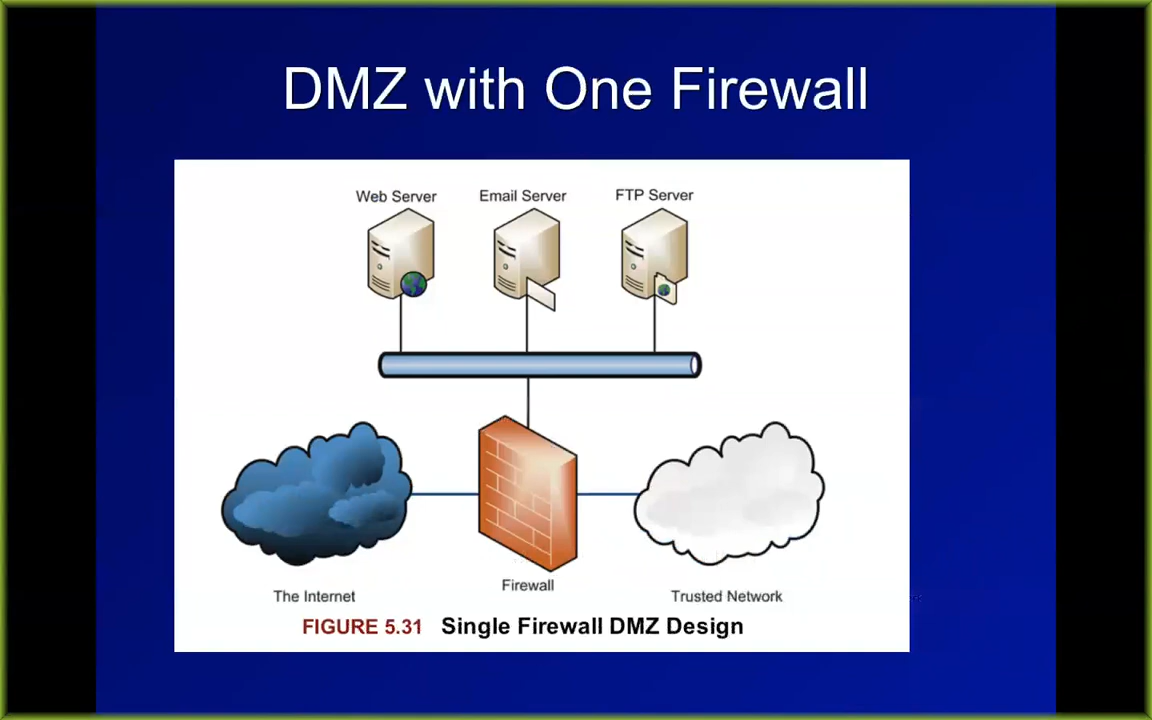 DMZ with One Firewall
Web Server Email Server FTP Server
Firewall
The Internet Trusted Network
FIGURE 5.31 Single Firewall DMZ Design